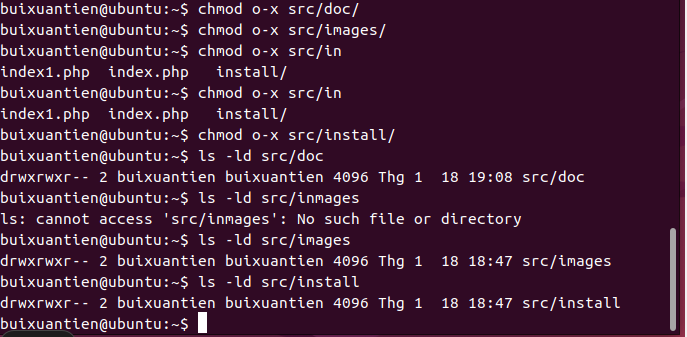 buixuantien@ubuntu:~$ chmod o-x src/doc/
buixuantien@ubuntu:~$ chmod o-x src/images/
buixuantien@ubuntu:~$ chmod o-x src/in
index1.php  index.php   install/
buixuantien@ubuntu:~$ chmod o-x src/in
index1.php  index.php   install/
buixuantien@ubuntu:~$ chmod o-x src/install/
buixuantien@ubuntu:~$ ls -ld src/doc
drwxrwxr-- 2 buixuantien buixuantien 4096 Thg 1  18 19:08 src/doc
buixuantien@ubuntu:~$ ls -ld src/inmages
ls: cannot access 'src/inmages': No such file or directory
buixuantien@ubuntu:~$ ls -ld src/images
drwxrwxr-- 2 buixuantien buixuantien 4096 Thg 1  18 18:47 src/images
buixuantien@ubuntu:~$ ls -ld src/install
drwxrwxr-- 2 buixuantien buixuantien 4096 Thg 1  18 18:47 src/install
buixuantien@ubuntu:~$